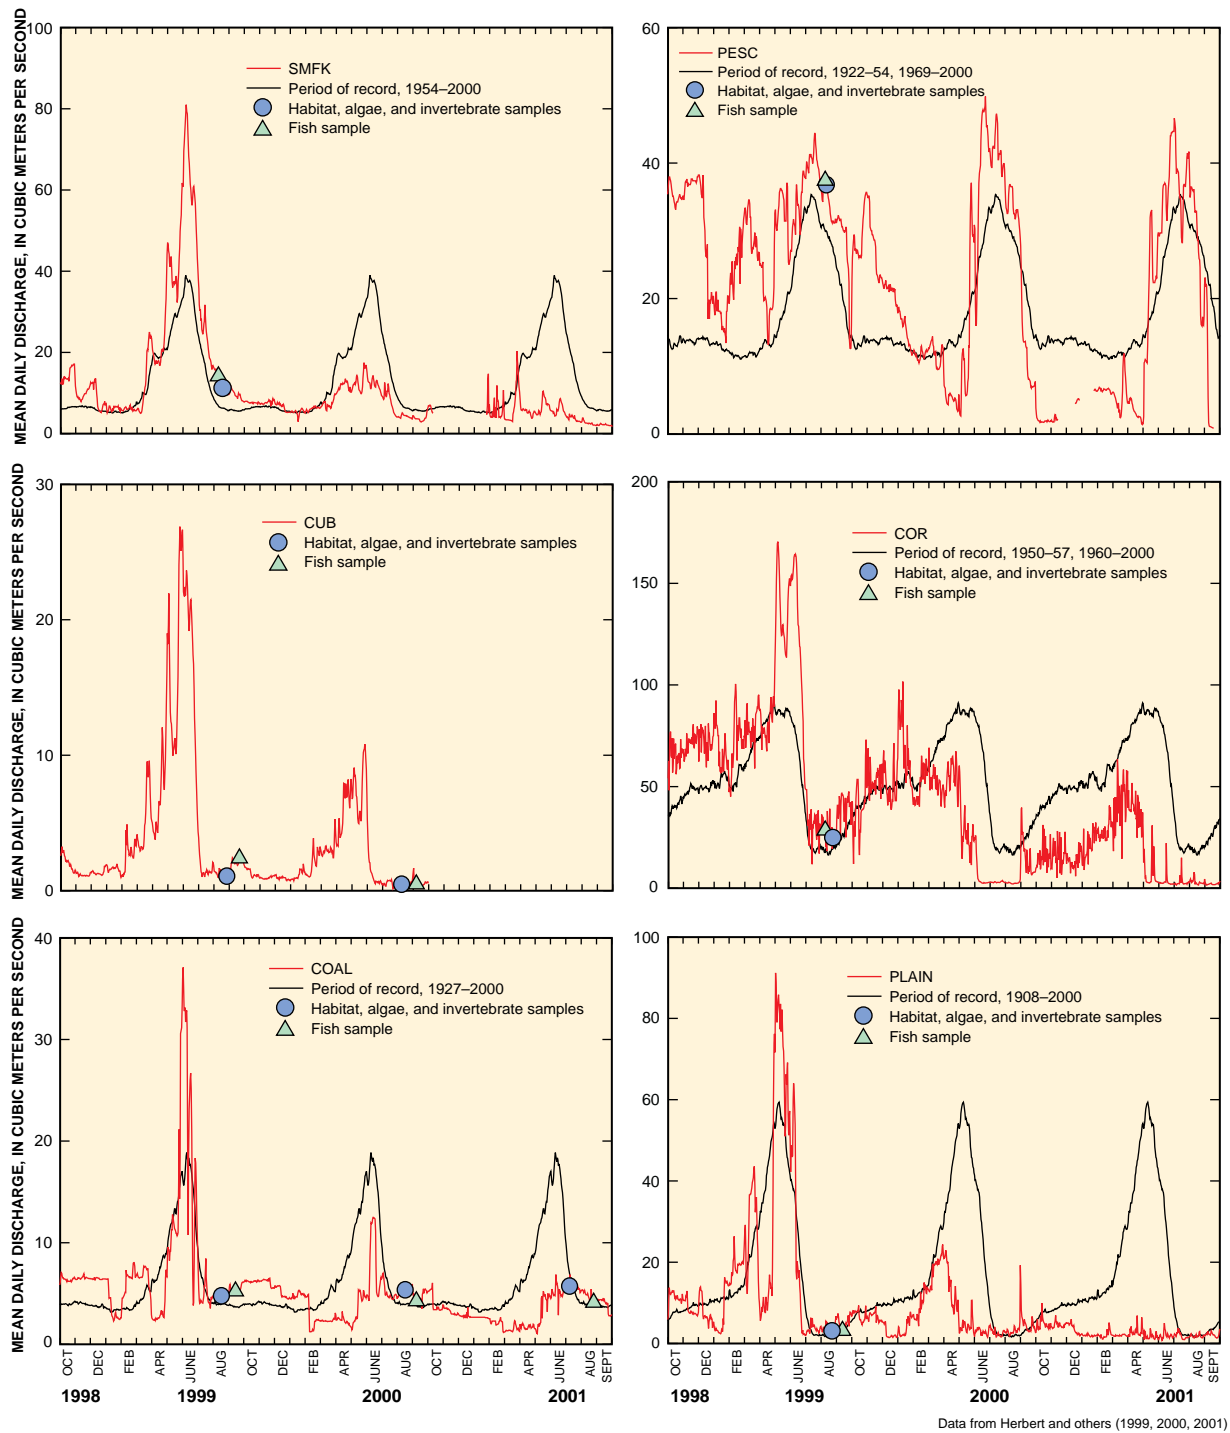 MEAN DAILY DISCHARGE, IN CUBIC METERS PER SECOND
100
80
60
40
20
0
SMFK
Period of record, 1954–2000
Habitat, algae, and invertebrate samples
Fish sample
60
40
20
0
PESC
Period of record, 1922–54, 1969–2000
Habitat, algae, and invertebrate samples
Fish sample
MEAN DAILY DISCHARGE, IN CUBIC METERS PER SECOND
30
20
10
0
CUB
Habitat, algae, and invertebrate samples
Fish sample
200
150
100
50
0
COR
Period of record, 1950–57, 1960–2000
Habitat, algae, and invertebrate samples
Fish sample
MEAN DAILY DISCHARGE, IN CUBIC METERS PER SECOND
40
30
20
10
0
COAL
Period of record, 1927–2000
Habitat, algae, and invertebrate samples
Fish sample
OCT DEC FEB APR JUNE AUG OCT DEC FEB APR JUNE AUG OCT DEC FEB APR JUNE AUG SEPT
1998 1999 2000 2001
100
80
60
40
20
0
PLAIN
Period of record, 1908–2000
Habitat, algae, and invertebrate samples
Fish sample
OCT DEC FEB APR JUNE AUG OCT DEC FEB APR JUNE AUG OCT DEC FEB APR JUNE AUG SEPT
1998 1999 2000 2001
Data from Herbert and others (1999, 2000, 2001)